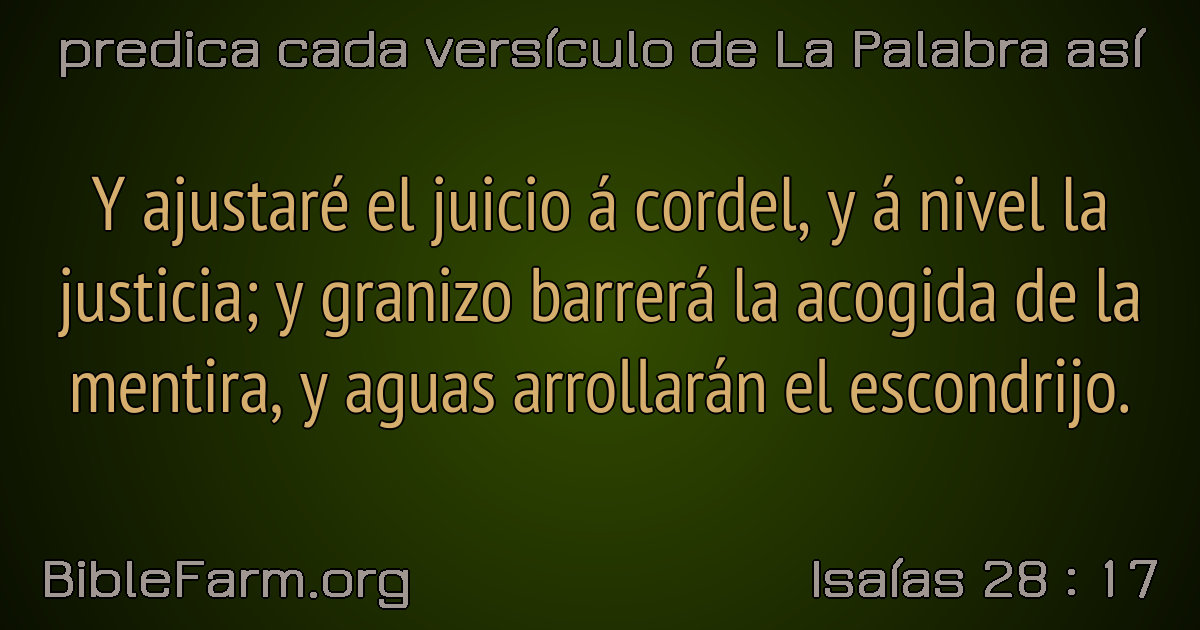 predica cada versículo de La Palabra así
Y ajustaré el juicio á cordel, y á nivel la
justicia; y granizo barrerá la acogida de la
mentira, y aguas arrollarán el escondrijo.
BibleFarm.org
Isaías 28 : 17